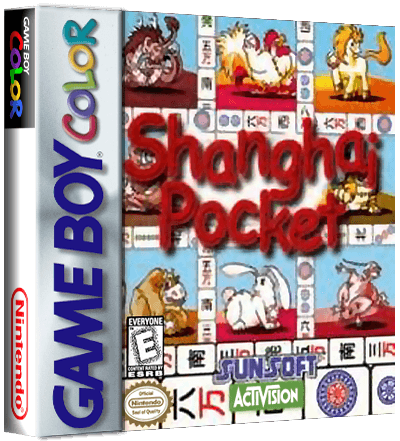 GAME BOY COLOR
Nintendo
GAME BOY COLOR
Shanghai
Pocket
EVERYONE
E
CONTENT RATED BY
ESRB
Official
Nintendo
Seal of Quality
SUNSOFT
ACTIVISION